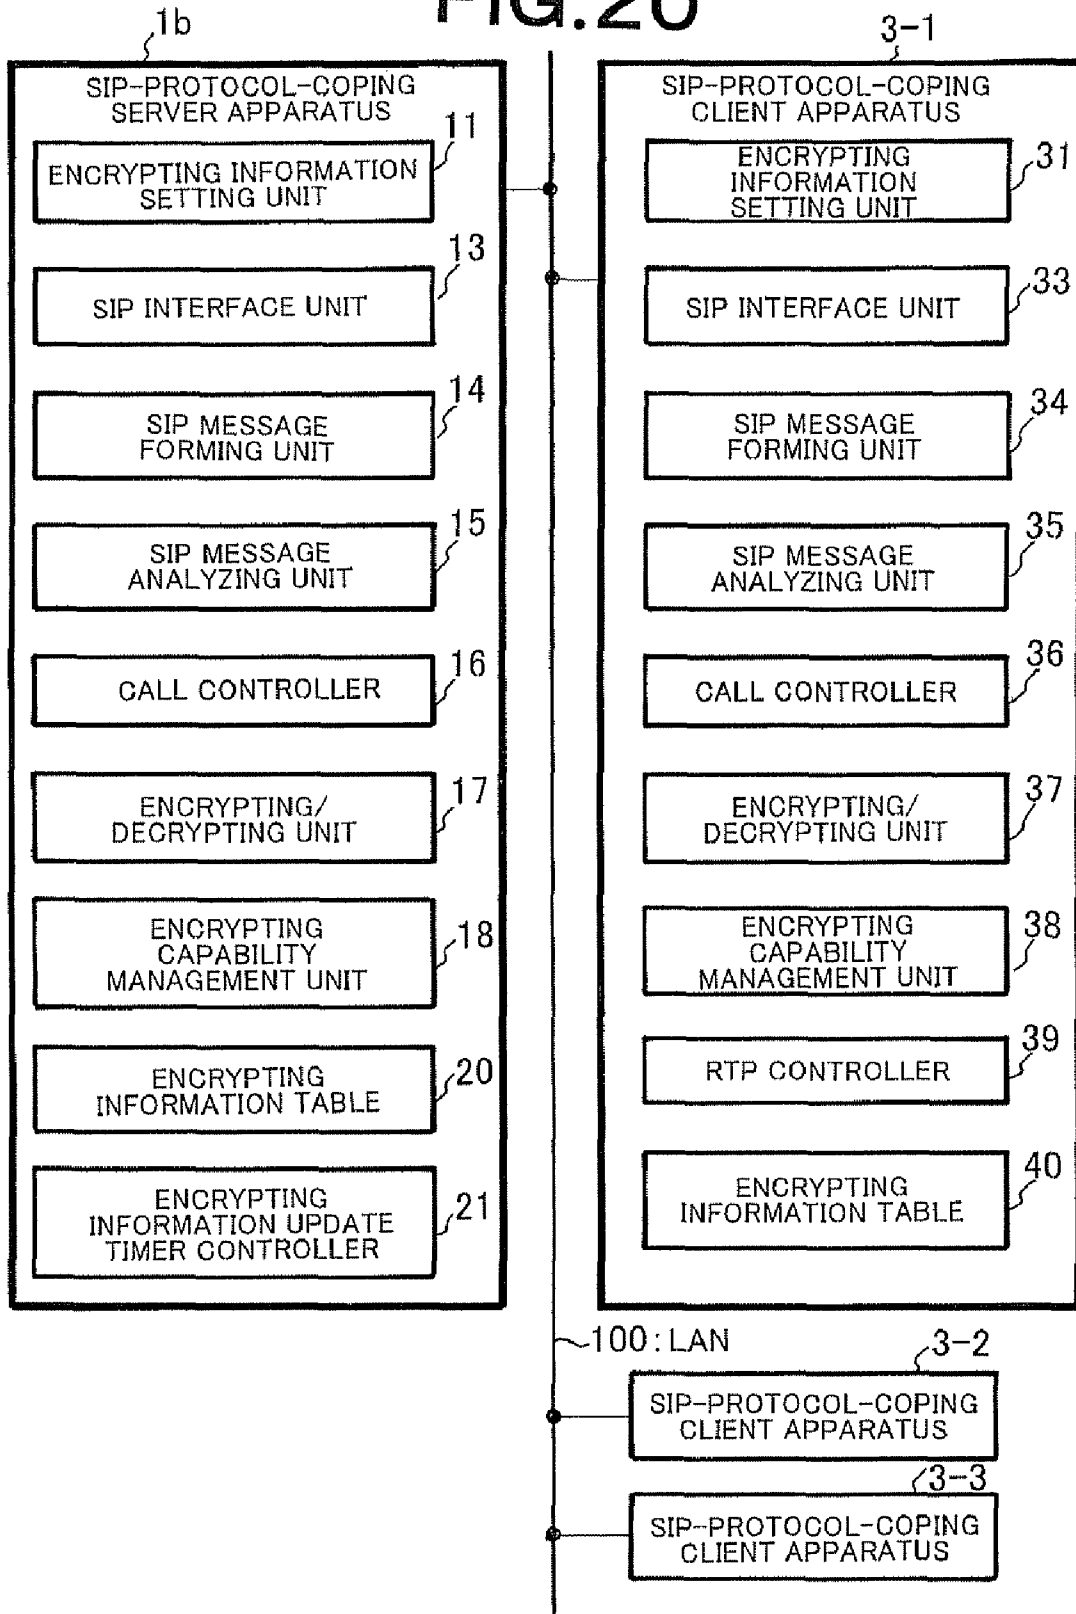 FIG.20
1b
SIP-PROTOCOL-COPING
SERVER APPARATUS
11
ENCRYPTING INFORMATION
SETTING UNIT
13
SIP INTERFACE UNIT
14
SIP MESSAGE
FORMING UNIT
15
SIP MESSAGE
ANALYZING UNIT
16
CALL CONTROLLER
17
ENCRYPTING/
DECRYPTING UNIT
18
ENCRYPTING
CAPABILITY
MANAGEMENT UNIT
20
ENCRYPTING
INFORMATION TABLE
21
ENCRYPTING
INFORMATION UPDATE
TIMER CONTROLLER
3-1
SIP-PROTOCOL-COPING
CLIENT APPARATUS
31
ENCRYPTING
INFORMATION
SETTING UNIT
33
SIP INTERFACE UNIT
34
SIP MESSAGE
FORMING UNIT
35
SIP MESSAGE
ANALYZING UNIT
36
CALL CONTROLLER
37
ENCRYPTING/
DECRYPTING UNIT
38
ENCRYPTING
CAPABILITY
MANAGEMENT UNIT
39
RTP CONTROLLER
40
ENCRYPTING
INFORMATION TABLE
100:LAN
3-2
SIP-PROTOCOL-COPING
CLIENT APPARATUS
3-3
SIP-PROTOCOL-COPING
CLIENT APPARATUS